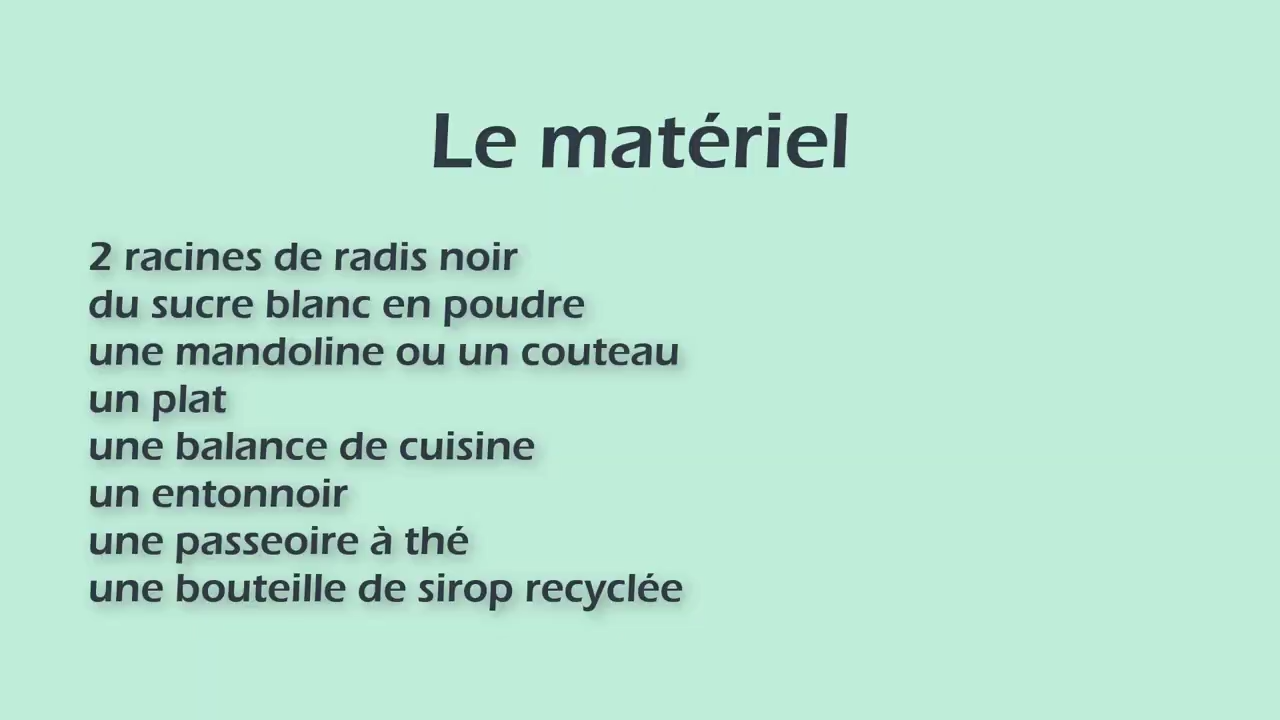 Le matériel
2 racines de radis noir
du sucre blanc en poudre
une mandoline ou un couteau
un plat
une balance de cuisine
un entonnoir
une passeoire à thé
une bouteille de sirop recyclée